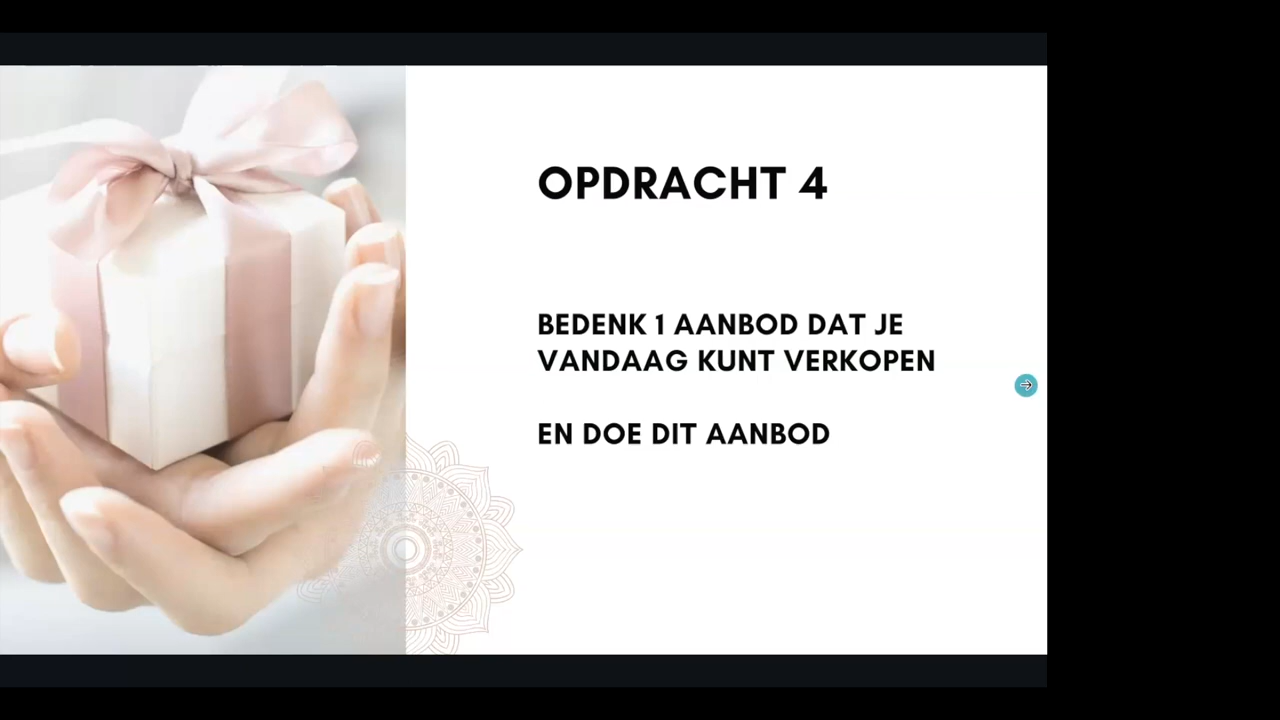 OPDRACHT 4
BEDENK 1 AANBOD DAT JE
VANDAAG KUNT VERKOPEN
EN DOE DIT AANBOD